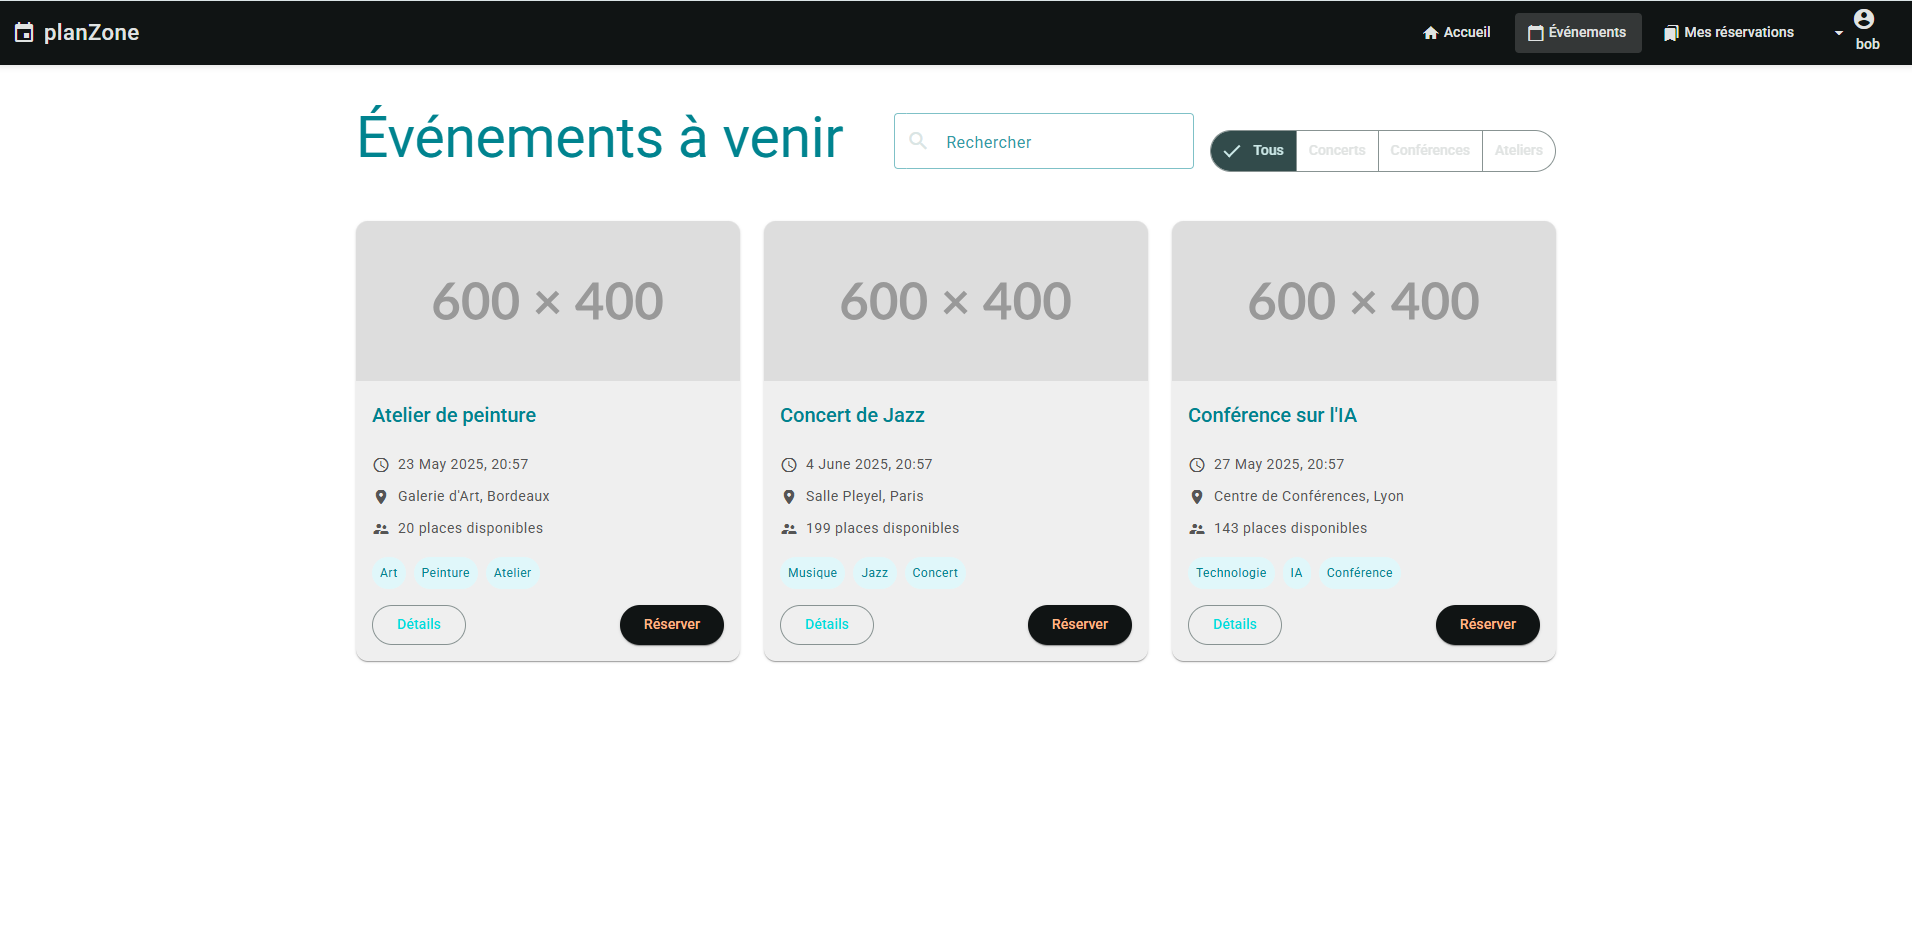 planZone
Accueil
Événements
Mes réservations
bob
Événements à venir
Rechercher
Tous
Concerts
Conférences
Ateliers
600 × 400
Atelier de peinture
23 May 2025, 20:57
Galerie d'Art, Bordeaux
20 places disponibles
Art Peinture Atelier
Détails Réserver
600 × 400
Concert de Jazz
4 June 2025, 20:57
Salle Pleyel, Paris
199 places disponibles
Musique Jazz Concert
Détails Réserver
600 × 400
Conférence sur l'IA
27 May 2025, 20:57
Centre de Conférences, Lyon
143 places disponibles
Technologie IA Conférence
Détails Réserver